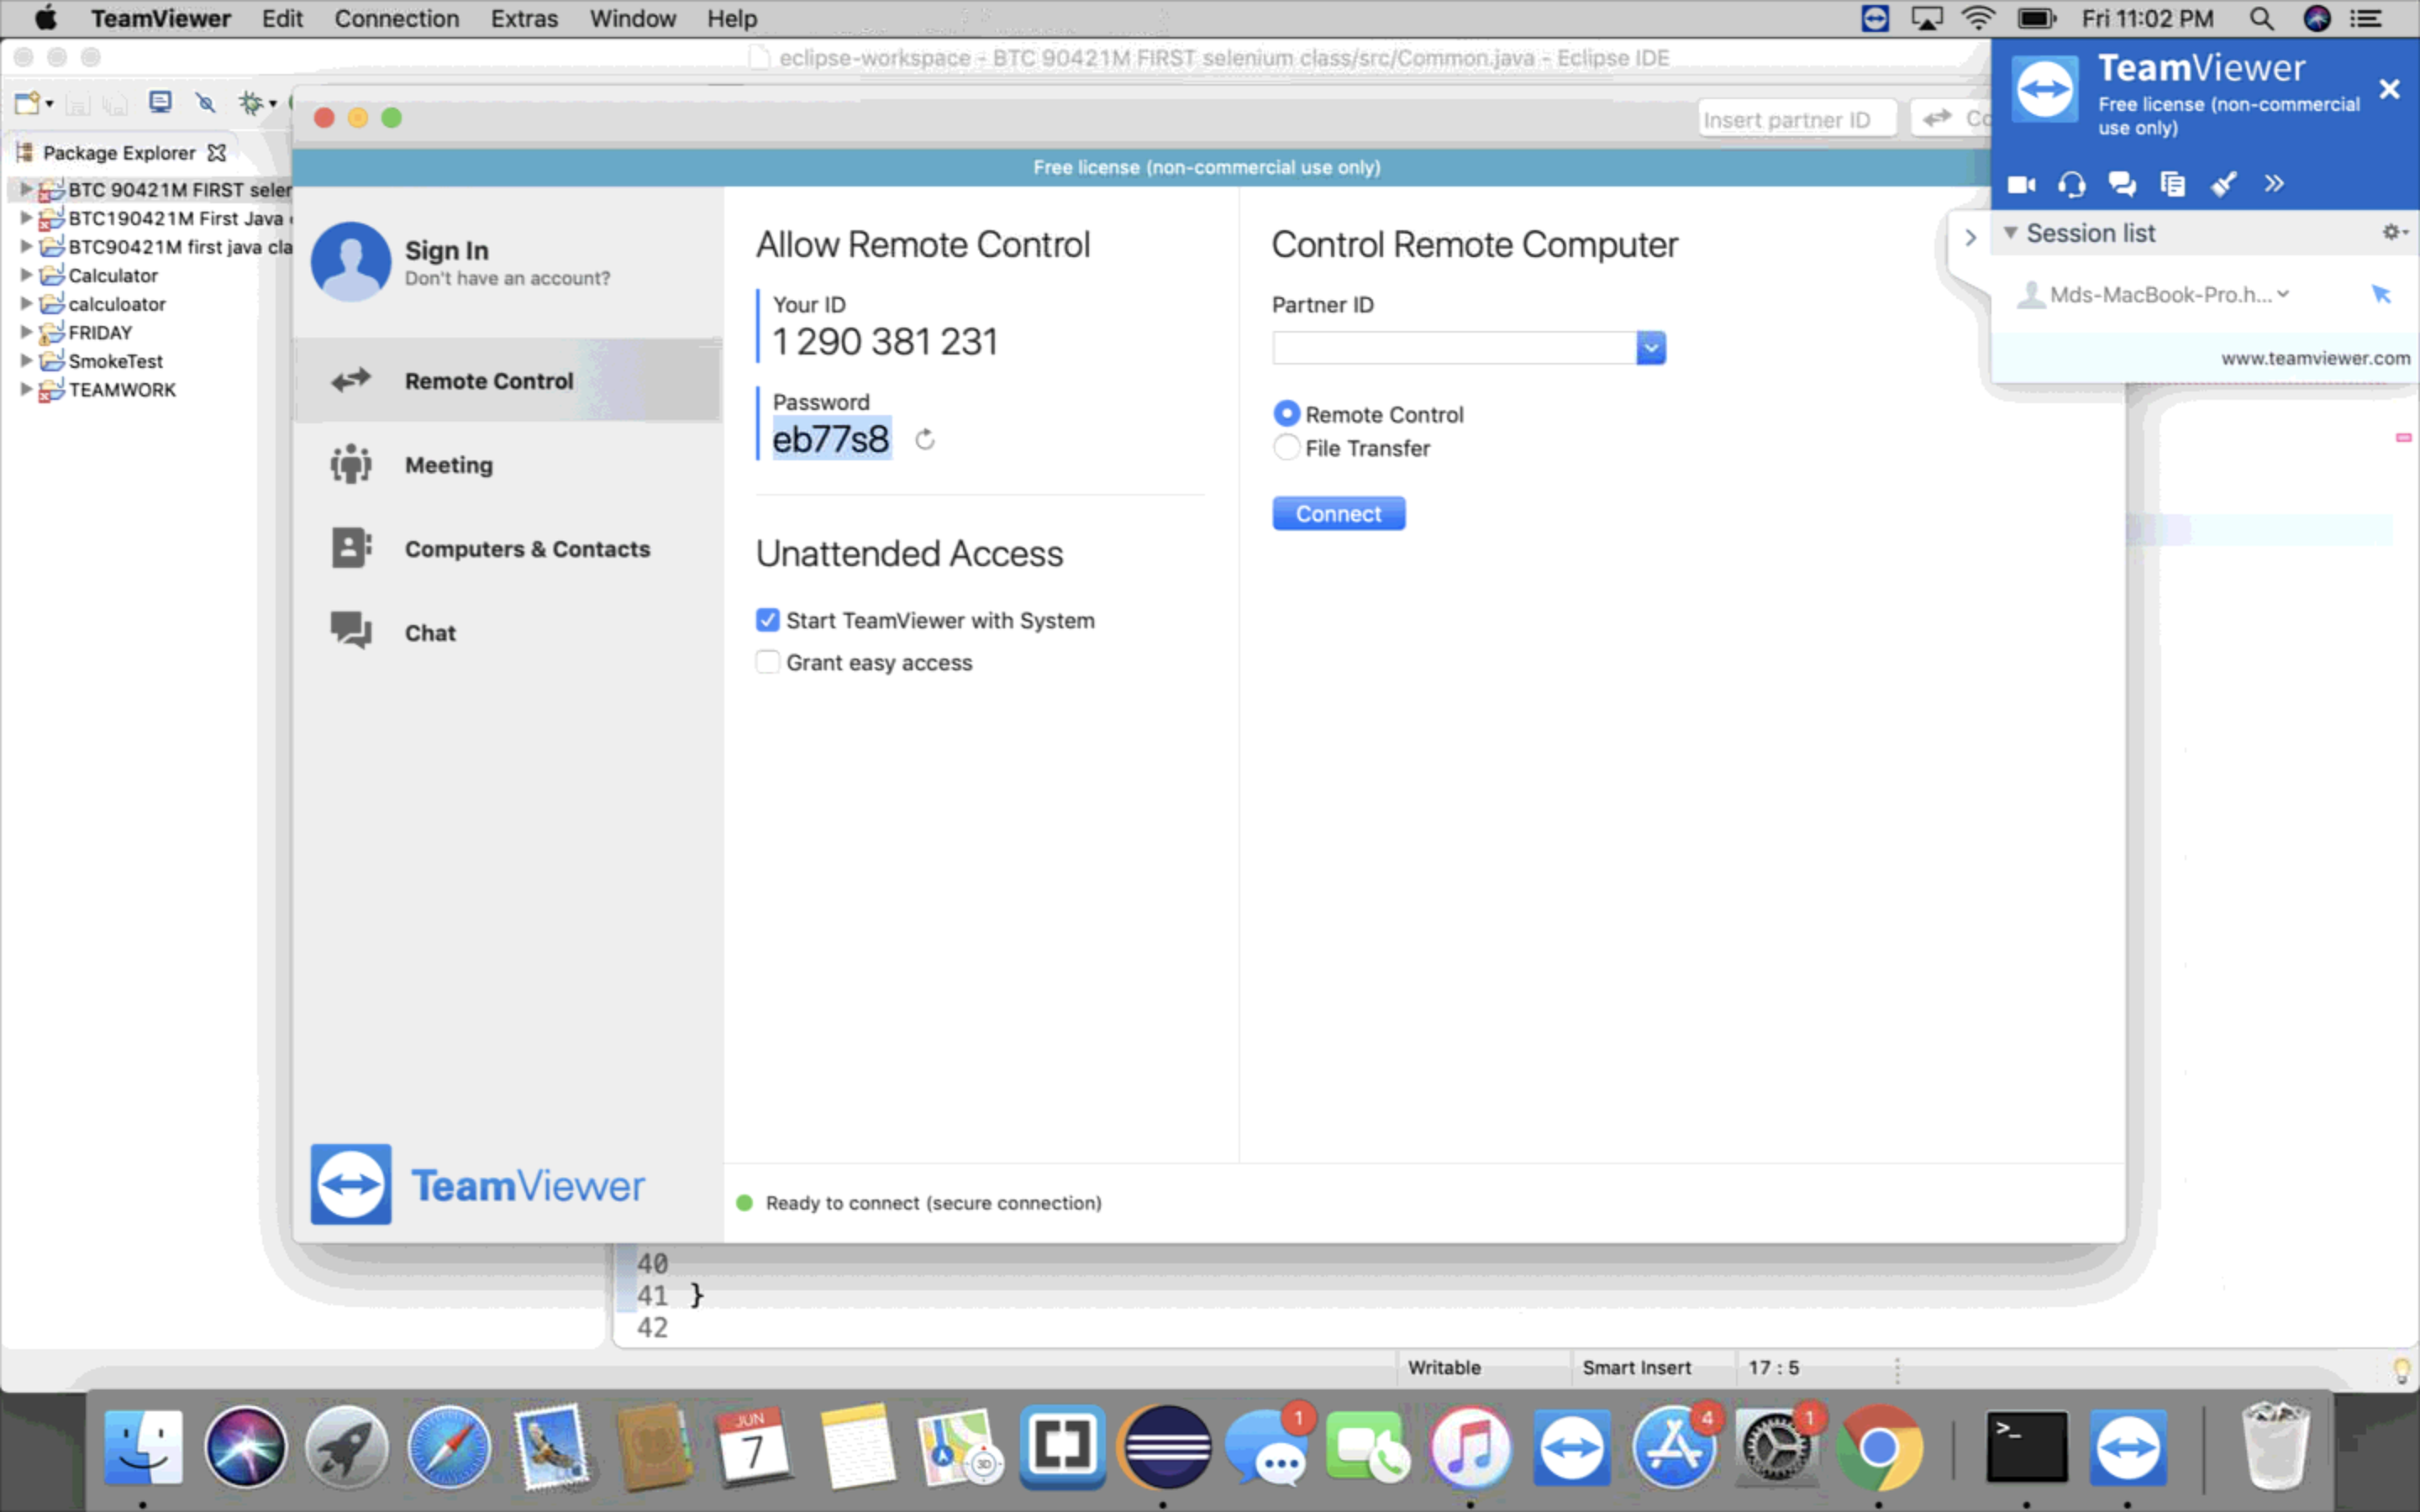 TeamViewer Edit Connection Extras Window Help Fri 11:02 PM
eclipse-workspace - BTC 90421M FIRST selenium class/src/Common.java - Eclipse IDE
TeamViewer
Free license (non-commercial
use only)
Insert partner ID Co
Package Explorer
Free license (non-commercial use only)
BTC 90421M FIRST seler
BTC190421M First Java
BTC90421M first java cla
Calculator
calculoator
FRIDAY
SmokeTest
TEAMWORK
Sign In
Don't have an account?
Remote Control
Meeting
Computers & Contacts
Chat
TeamViewer
Allow Remote Control
Your ID
1 290 381 231
Password
eb77s8
Unattended Access
Start TeamViewer with System
Grant easy access
Control Remote Computer
Partner ID
Remote Control
File Transfer
Connect
Session list
Mds-MacBook-Pro.h...
www.teamviewer.com
Ready to connect (secure connection)
40
41 }
42
Writable Smart Insert 17 : 5
JUN
7
3D
1
4
1
>_